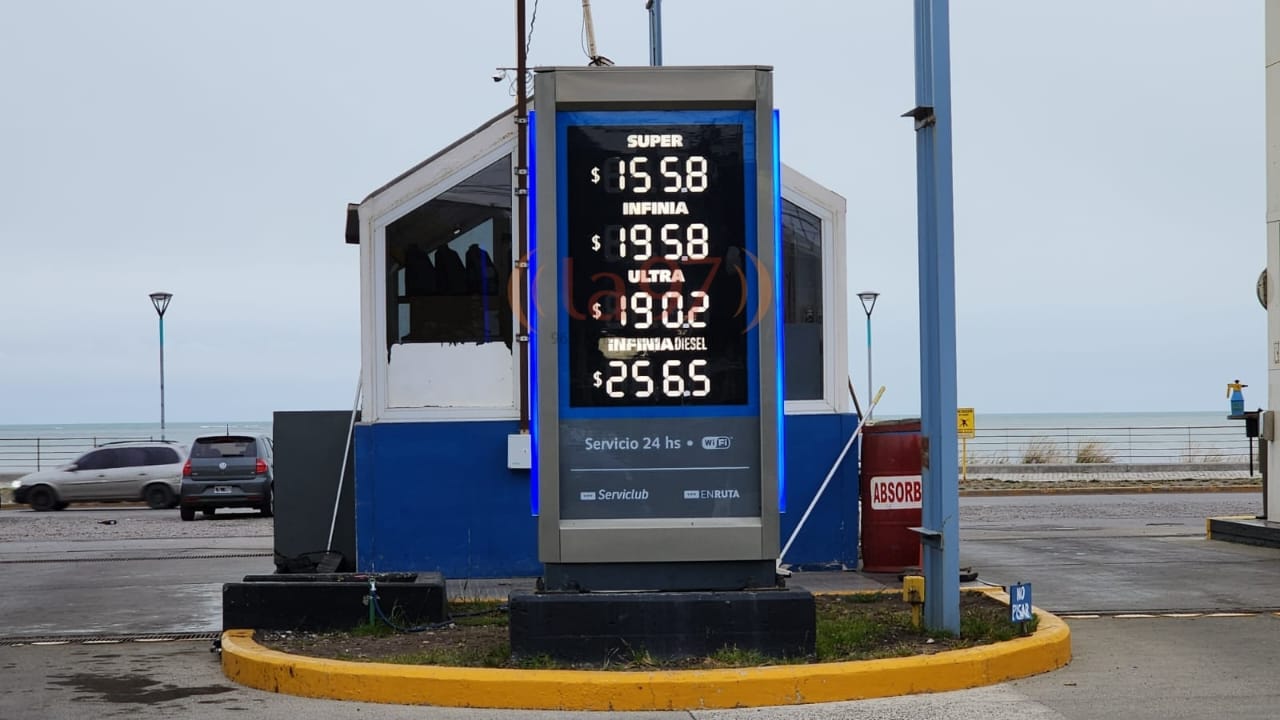 SUPER
$ 155.8
INFINIA
$ 195.8
ULTRA
$ 190.2
INFINIA DIESEL
$ 256.5
la97
Servicio 24 hs • WiFi
Serviclub
ENRUTA
ABSORB
NO
PISAR